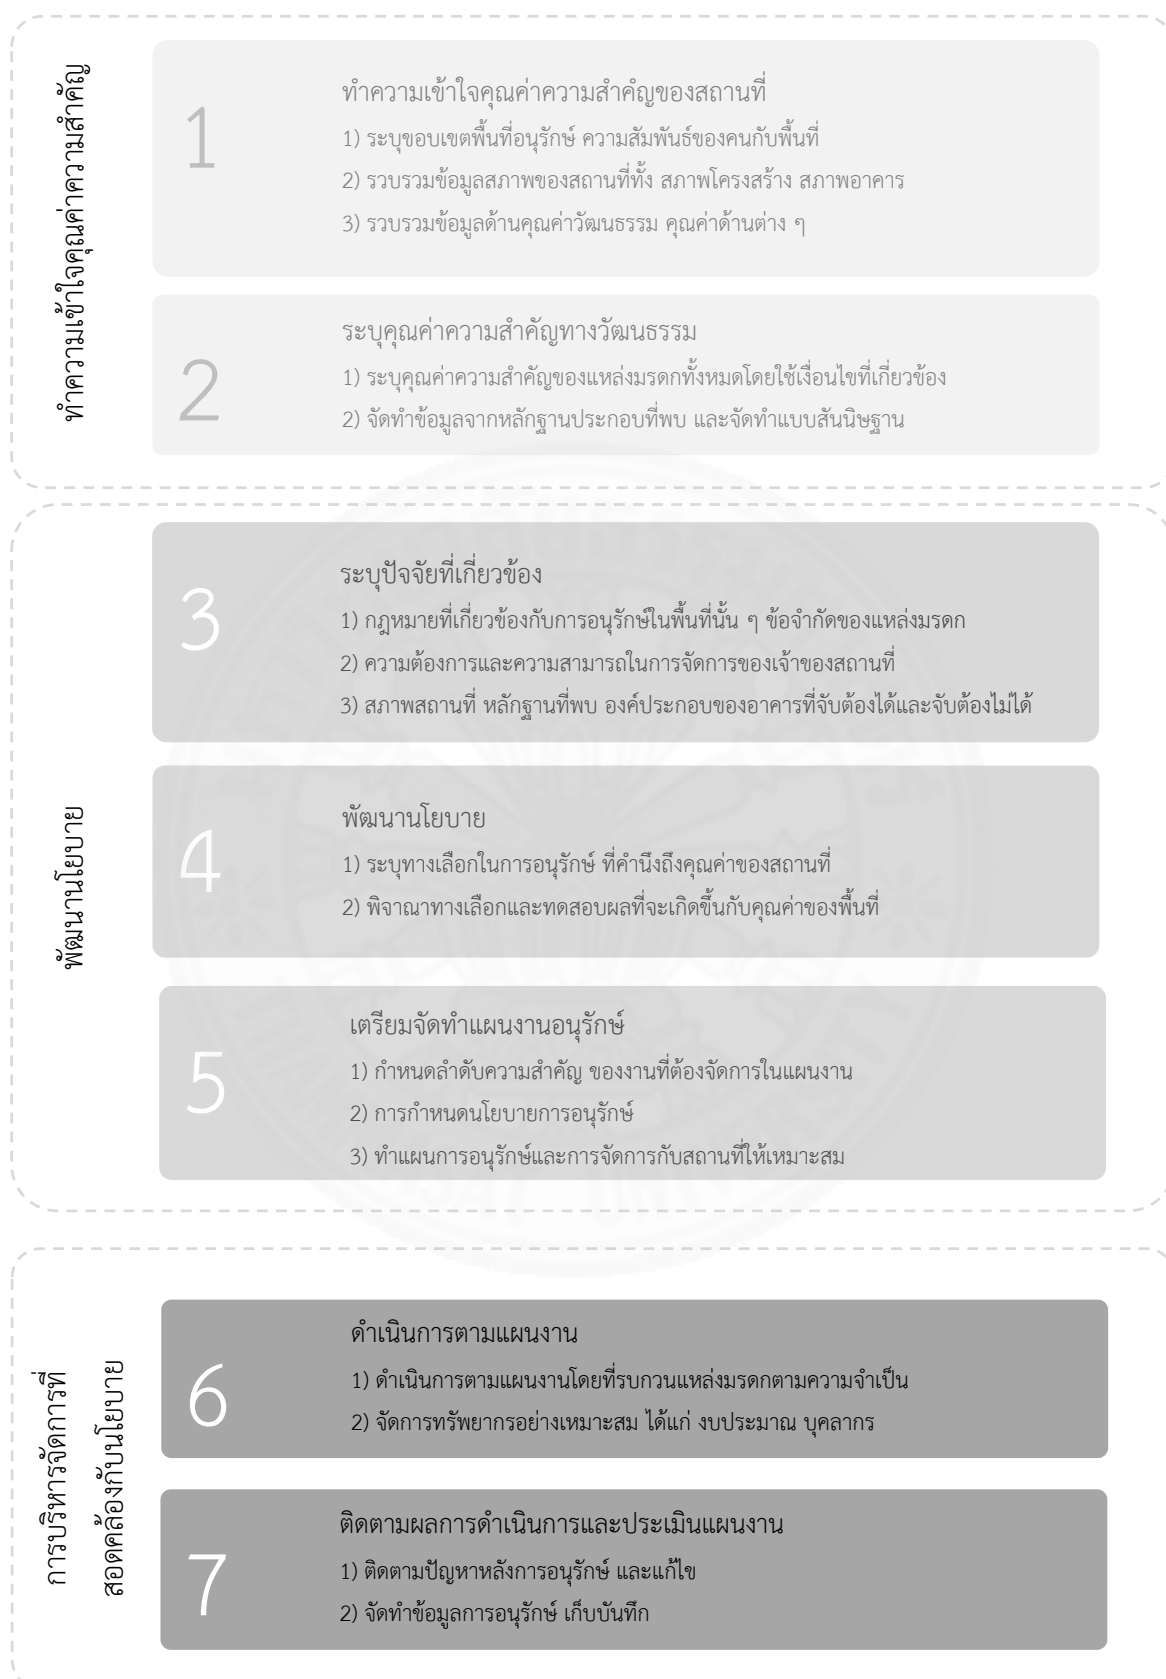 ทำความเข้าใจคุณค่าความสำคัญ
1
ทำความเข้าใจคุณค่าความสำคัญของสถานที่
1) ระบุขอบเขตพื้นที่อนุรักษ์ ความสัมพันธ์ของคนกับพื้นที่
2) รวบรวมข้อมูลสภาพของสถานที่ทั้ง สภาพโครงสร้าง สภาพอาคาร
3) รวบรวมข้อมูลด้านคุณค่าวัฒนธรรม คุณค่าด้านต่าง ๆ
2
ระบุคุณค่าความสำคัญทางวัฒนธรรม
1) ระบุคุณค่าความสำคัญของแหล่งมรดกทั้งหมดโดยใช้เงื่อนไขที่เกี่ยวข้อง
2) จัดทำข้อมูลจากหลักฐานประกอบที่พบ และจัดทำแบบสันนิษฐาน
พัฒนานโยบาย
3
ระบุปัจจัยที่เกี่ยวข้อง
1) กฎหมายที่เกี่ยวข้องกับการอนุรักษ์ในพื้นที่นั้น ๆ ข้อจำกัดของแหล่งมรดก
2) ความต้องการและความสามารถในการจัดการของเจ้าของสถานที่
3) สภาพสถานที่ หลักฐานที่พบ องค์ประกอบของอาคารที่จับต้องได้และจับต้องไม่ได้
4
พัฒนานโยบาย
1) ระบุทางเลือกในการอนุรักษ์ ที่คำนึงถึงคุณค่าของสถานที่
2) พิจาณาทางเลือกและทดสอบผลที่จะเกิดขึ้นกับคุณค่าของพื้นที่
5
เตรียมจัดทำแผนงานอนุรักษ์
1) กำหนดลำดับความสำคัญ ของงานที่ต้องจัดการในแผนงาน
2) การกำหนดนโยบายการอนุรักษ์
3) ทำแผนการอนุรักษ์และการจัดการกับสถานที่ให้เหมาะสม
การบริหารจัดการที่
สอดคล้องกับนโยบาย
6
ดำเนินการตามแผนงาน
1) ดำเนินการตามแผนงานโดยที่รบกวนแหล่งมรดกตามความจำเป็น
2) จัดการทรัพยากรอย่างเหมาะสม ได้แก่ งบประมาณ บุคลากร
7
ติดตามผลการดำเนินการและประเมินแผนงาน
1) ติดตามปัญหาหลังการอนุรักษ์ และแก้ไข
2) จัดทำข้อมูลการอนุรักษ์ เก็บบันทึก